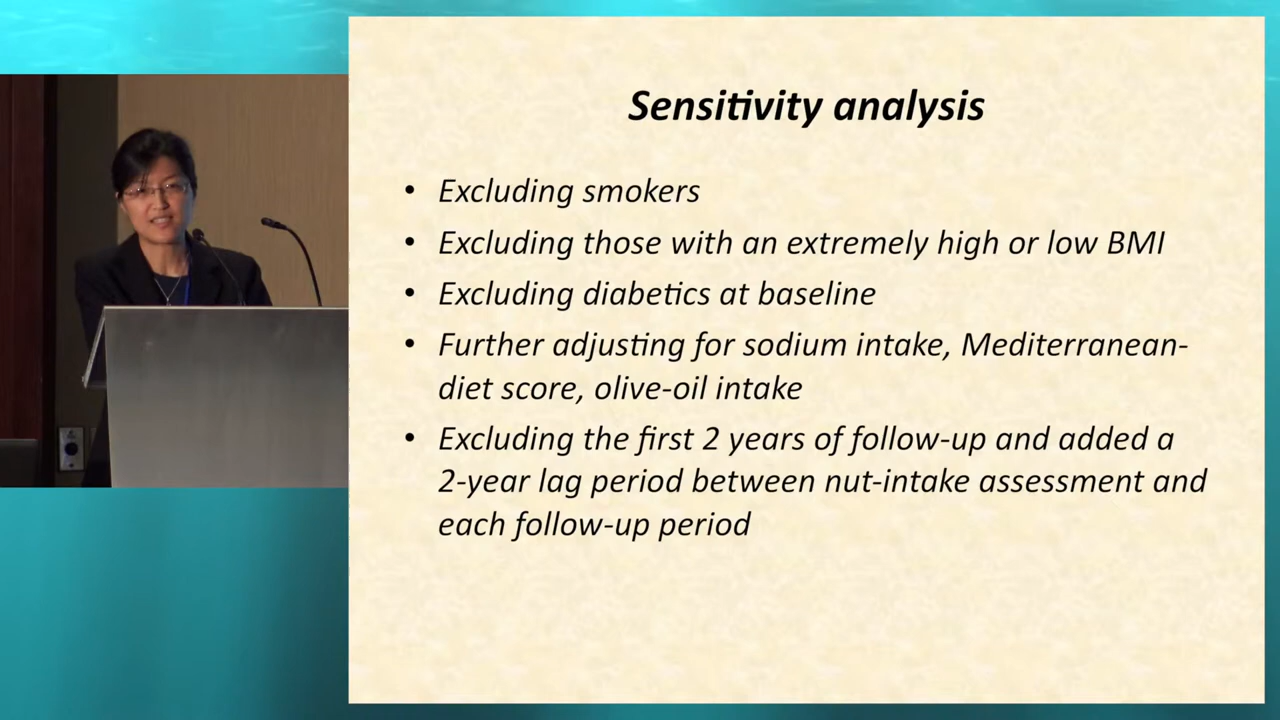 Sensitivity analysis
• Excluding smokers
• Excluding those with an extremely high or low BMI
• Excluding diabetics at baseline
• Further adjusting for sodium intake, Mediterranean-
diet score, olive-oil intake
• Excluding the first 2 years of follow-up and added a
2-year lag period between nut-intake assessment and
each follow-up period